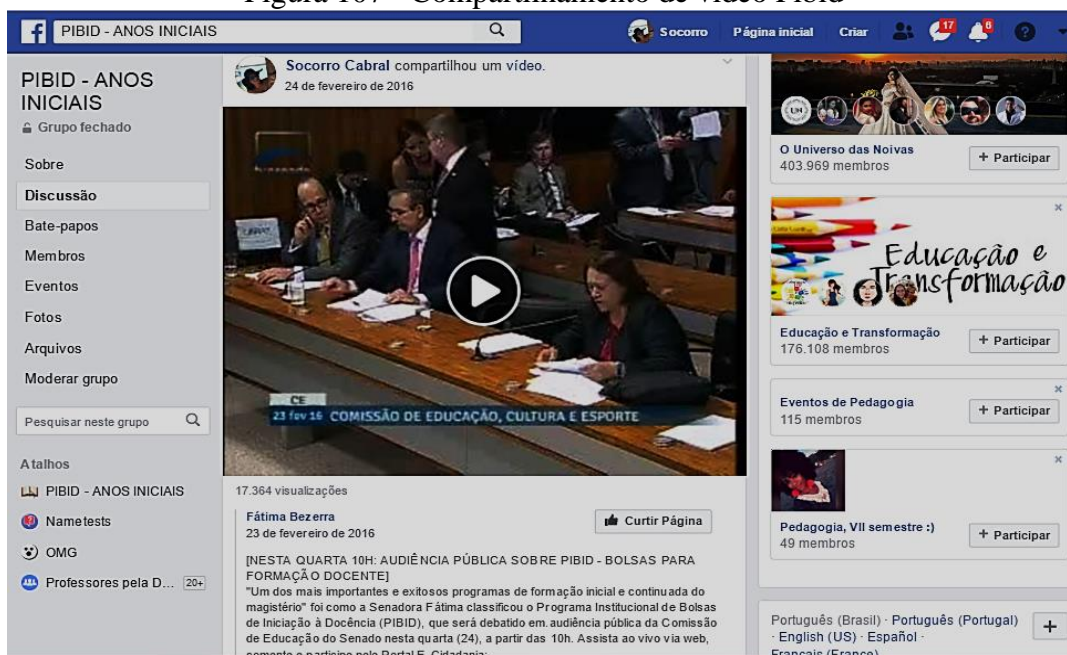 Figura 107 - Compartilhamento de vídeo Pibid
PIBID - ANOS INICIAIS
Socorro
Página inicial
Criar
17
6
PIBID - ANOS
INICIAIS
Grupo fechado
Sobre
Discussão
Bate-papos
Membros
Eventos
Fotos
Arquivos
Moderar grupo
Pesquisar neste grupo
Atalhos
PIBID - ANOS INICIAIS
Nametests
OMG
Professores pela D... 20+
Socorro Cabral compartilhou um vídeo.
24 de fevereiro de 2016
CE
23 fev 16 COMISSÃO DE EDUCAÇÃO, CULTURA E ESPORTE
17.364 visualizações
Fátima Bezerra
23 de fevereiro de 2016
Curtir Página
[NESTA QUARTA 10H: AUDIÊNCIA PÚBLICA SOBRE PIBID - BOLSAS PARA
FORMAÇÃO DOCENTE]
"Um dos mais importantes e exitosos programas de formação inicial e continuada do
magistério" foi como a Senadora Fátima classificou o Programa Institucional de Bolsas
de Iniciação à Docência (PIBID), que será debatido em audiência pública da Comissão
de Educação do Senado nesta quarta (24), a partir das 10h. Assista ao vivo via web,
comente e participe pelo Portal E-Cidadania:
O Universo das Noivas
403.969 membros
+ Participar
Educação e
Transformação
Educação e Transformação
176.108 membros
+ Participar
Eventos de Pedagogia
115 membros
+ Participar
Pedagogia, VII semestre :)
49 membros
+ Participar
Português (Brasil) · Português (Portugal)
· English (US) · Español ·
Français (France)